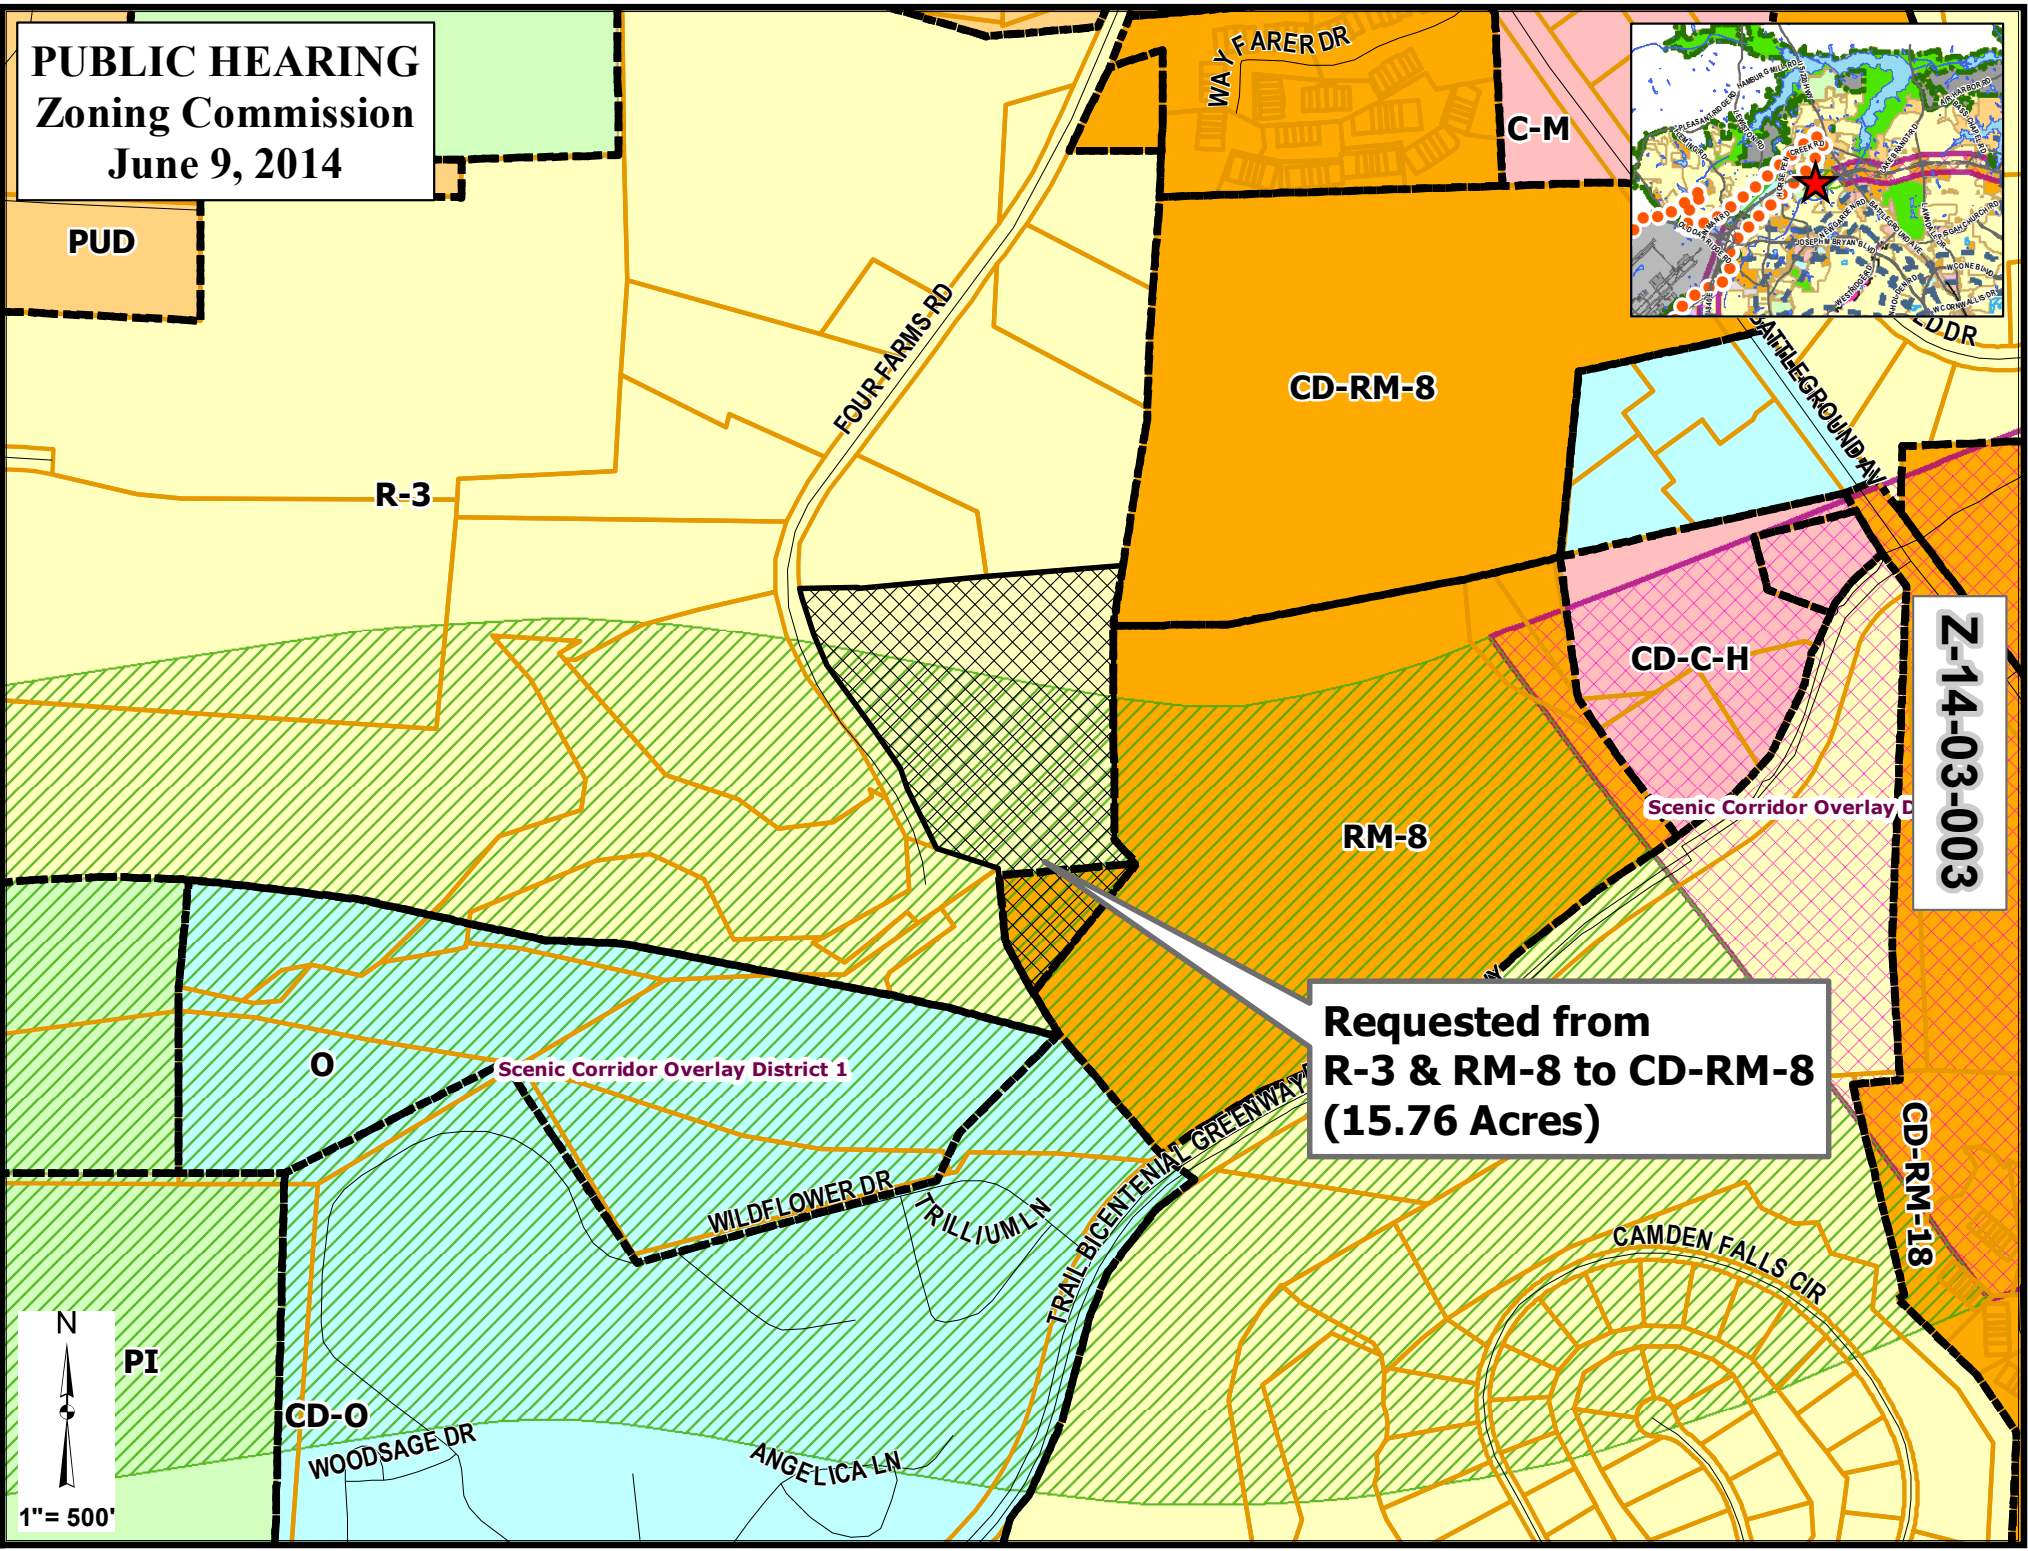 PUBLIC HEARING
Zoning Commission
June 9, 2014
WAYFARER DR
C-M
PUD
FOUR FARMS RD
CD-RM-8
BATTLEGROUND AV
R-3
CD-C-H
Z-14-03-003
Scenic Corridor Overlay D
RM-8
Requested from
R-3 & RM-8 to CD-RM-8
(15.76 Acres)
O
Scenic Corridor Overlay District 1
CD-RM-18
WILDFLOWER DR
TRILLIUM LN
TRAIL BICENTENIAL GREENWAY
CAMDEN FALLS CIR
N
PI
CD-O
WOODSAGE DR
ANGELICA LN
1"= 500'